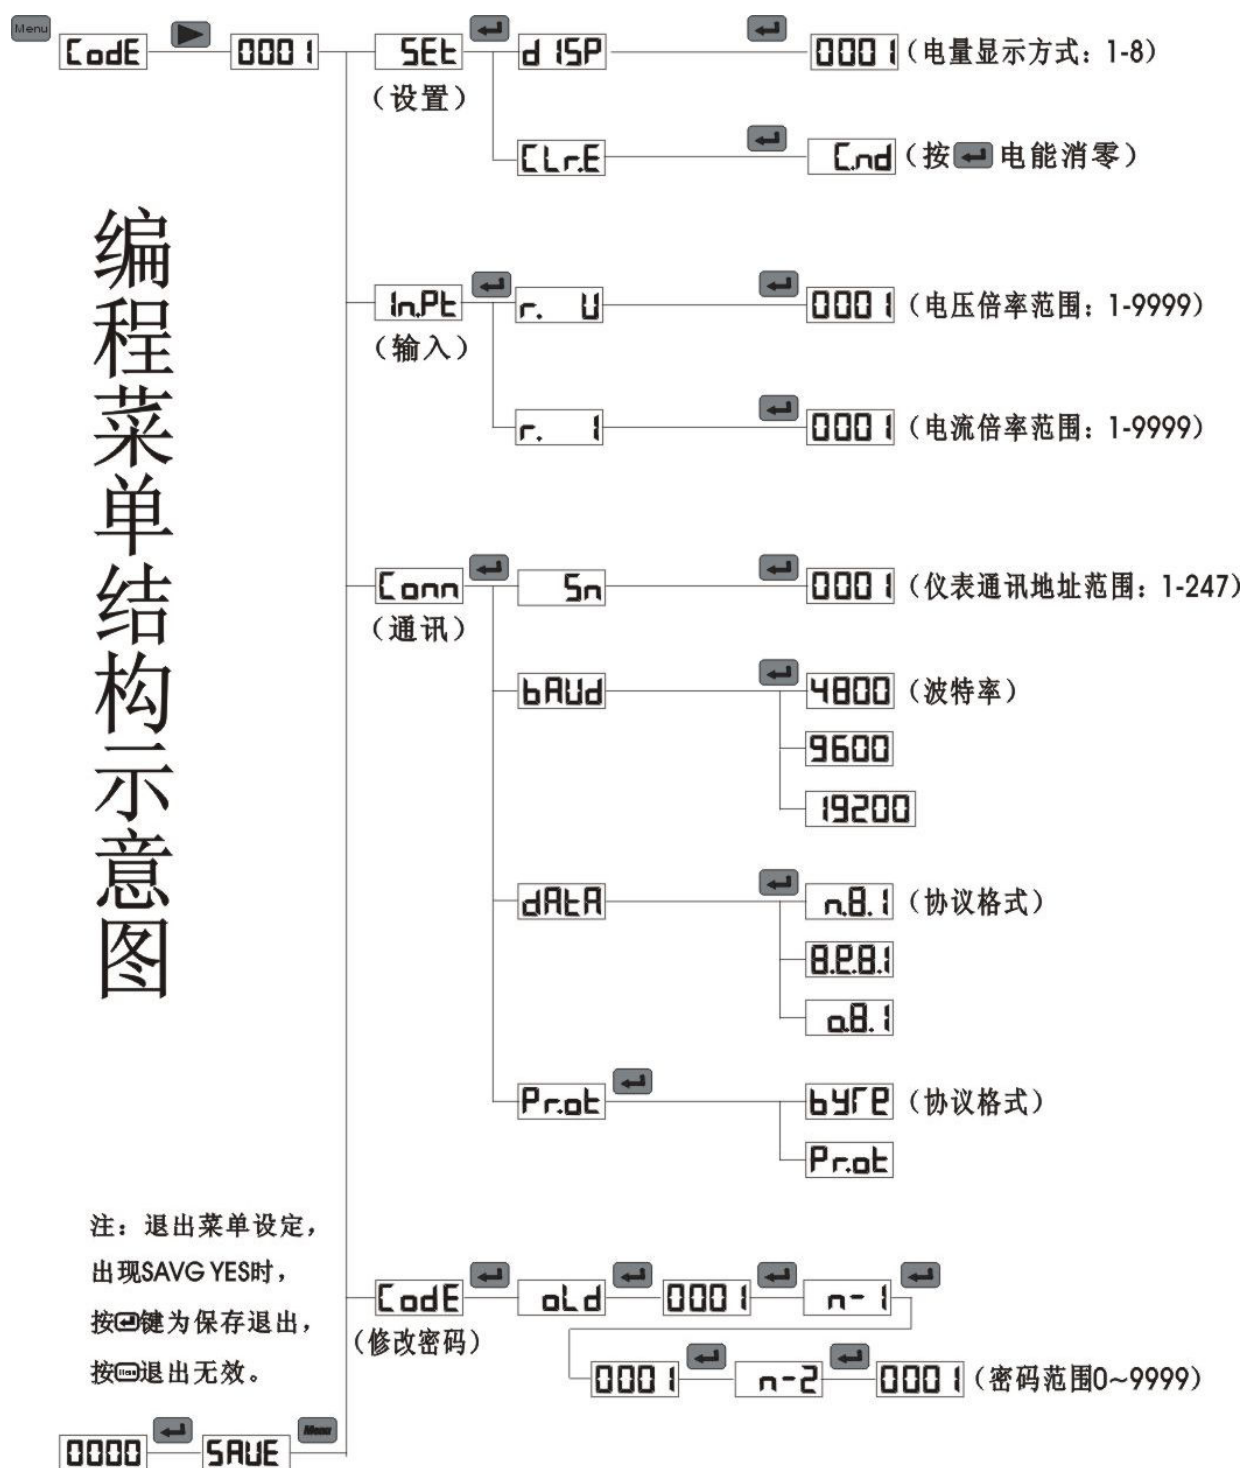 Menu
CodE 0001 SEt dISP 0001 (电量显示方式: 1-8)
(设置)
CLr.E C.nd (按 电能消零)
编程菜单结构示意图
In.Pt r. U 0001 (电压倍率范围: 1-9999)
(输入)
r. I 0001 (电流倍率范围: 1-9999)
Conn Sn 0001 (仪表通讯地址范围: 1-247)
(通讯)
bAUd 4800 (波特率)
9600
19200
dAtA n.8.1 (协议格式)
8.e.8.1
o.8.1
Pr.ot (协议格式)
Pr.ot
注: 退出菜单设定,
出现SAVG YES时,
按 键为保存退出,
按 退出无效。
CodE oLd 0001 n-1
(修改密码)
0001 n-2 0001 (密码范围0~9999)
0000 SAUE Menu